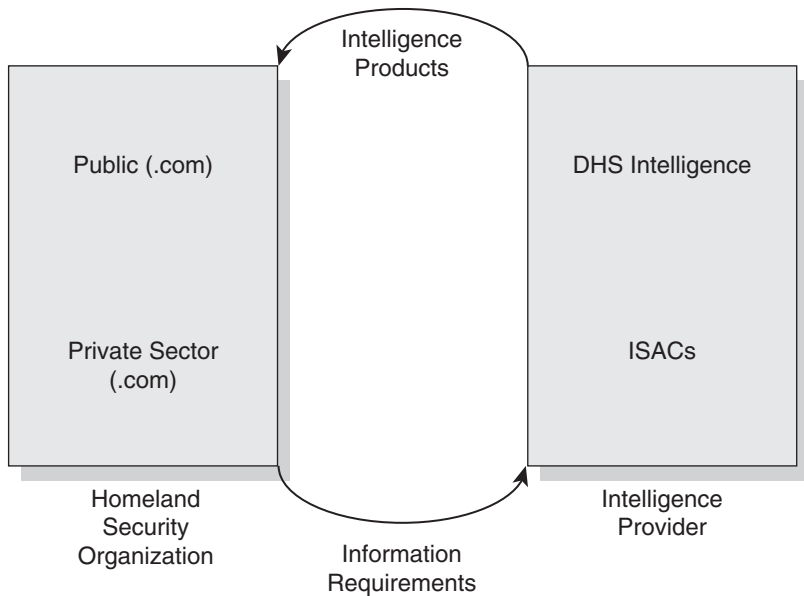 Intelligence
Products
Public (.com)
Private Sector
(.com)
DHS Intelligence
ISACs
Homeland
Security
Organization
Information
Requirements
Intelligence
Provider